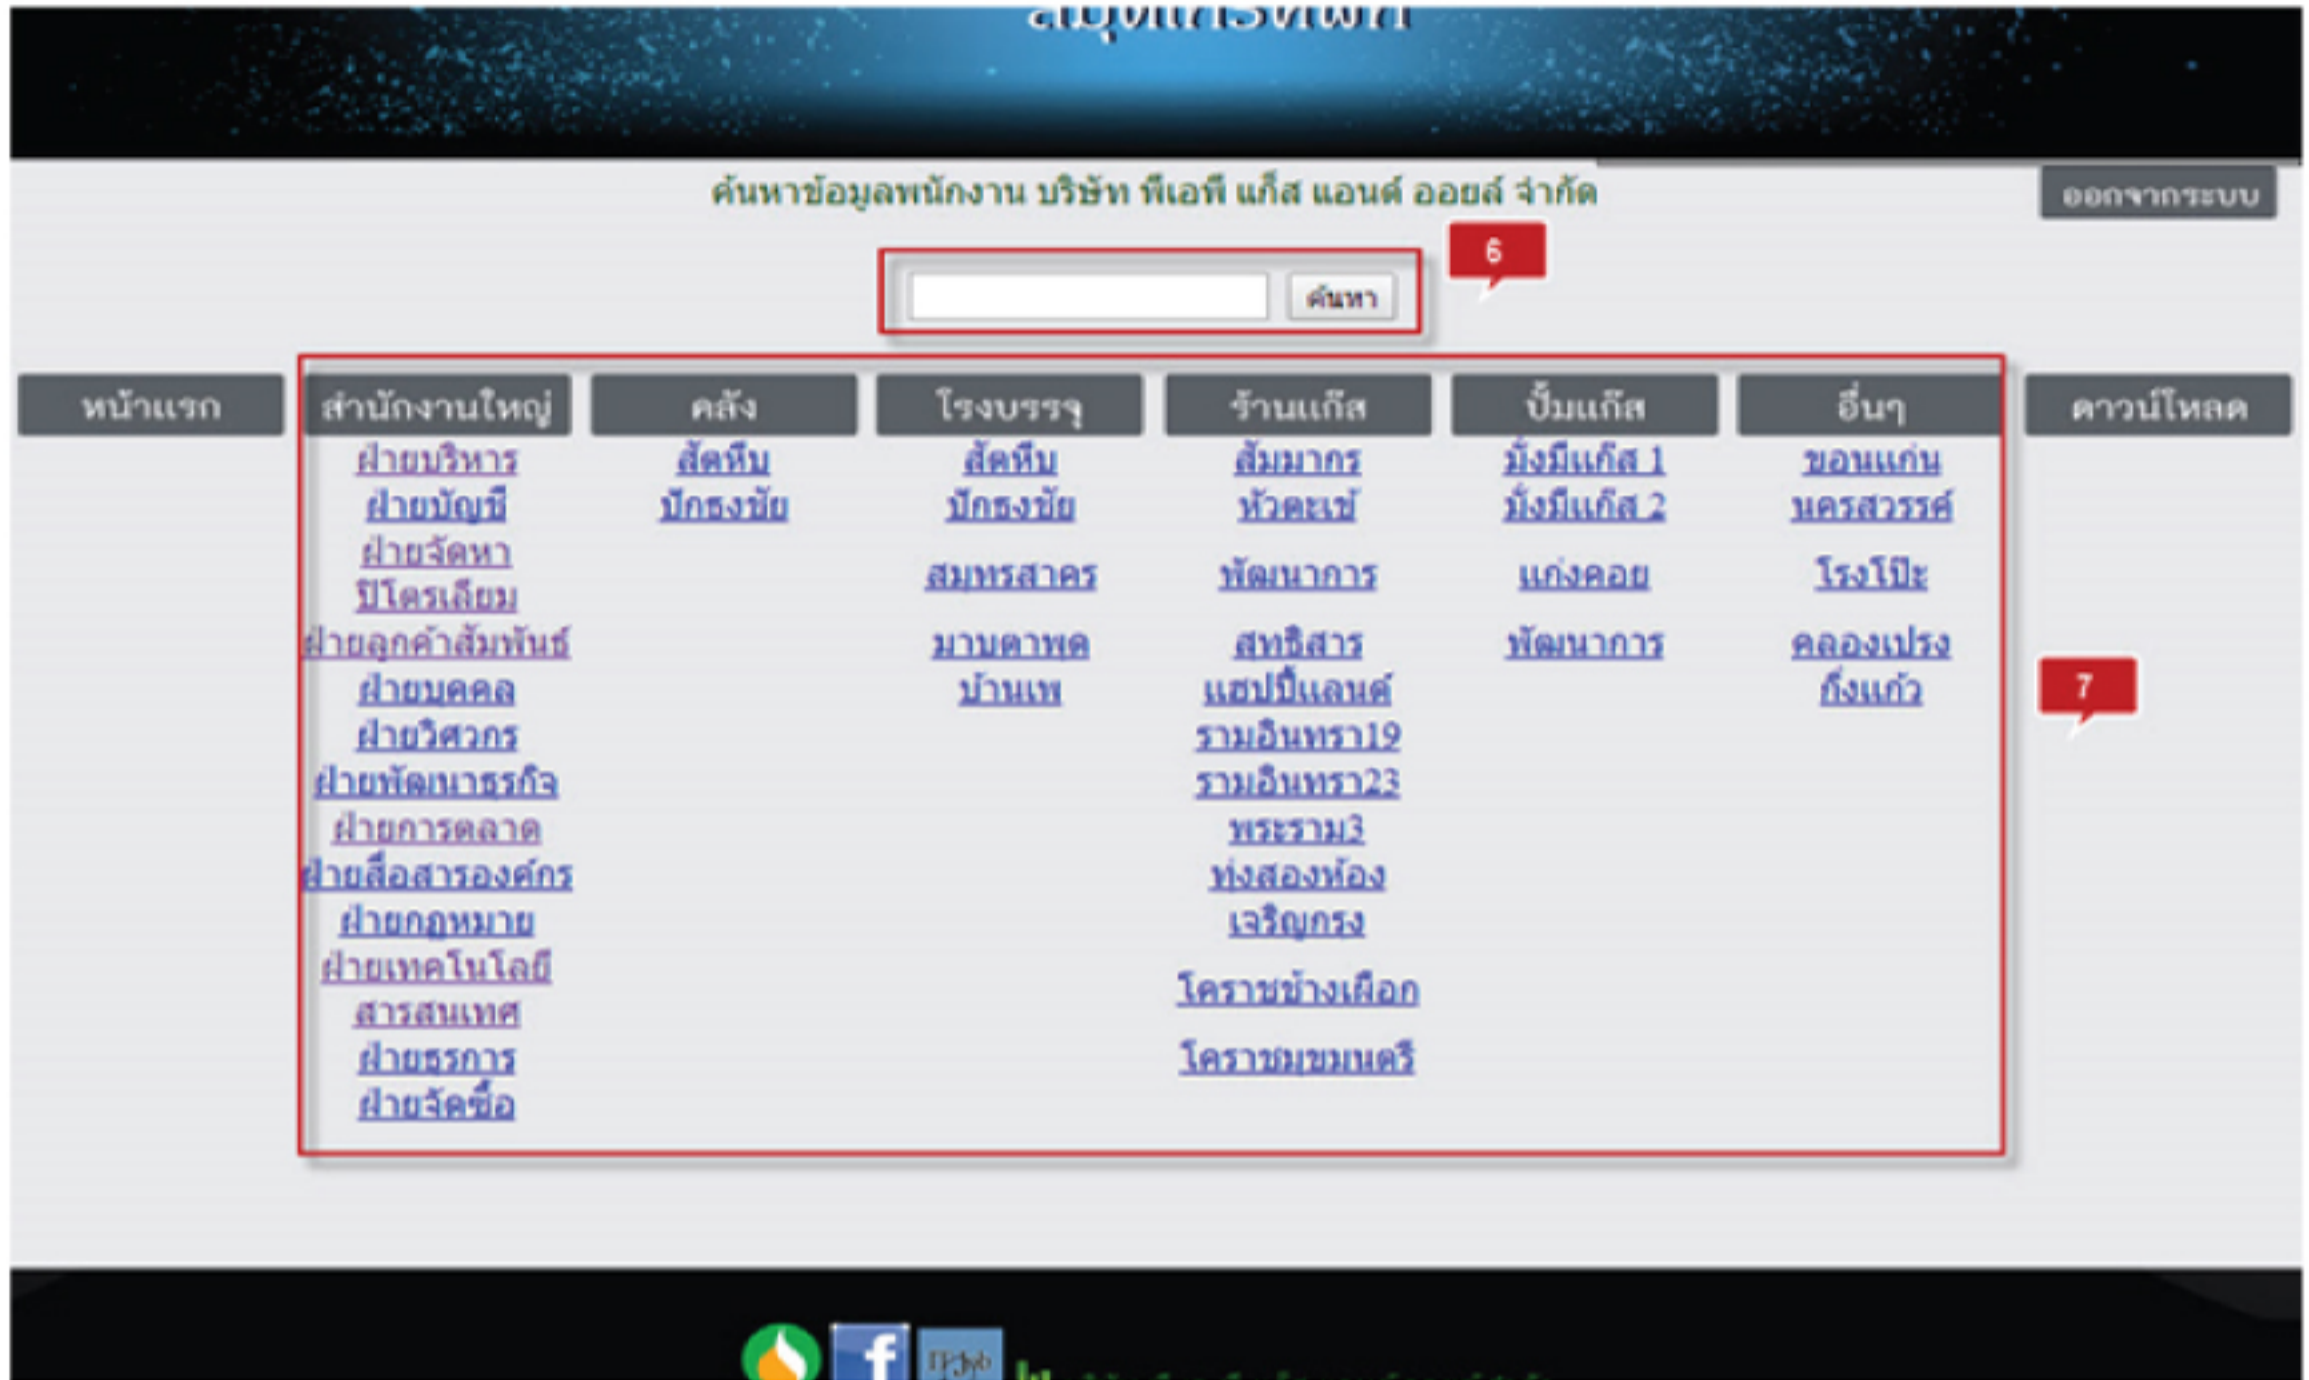 ค้นหาข้อมูลพนักงาน บริษัท พีเอพี แก็ส แอนด์ ออยล์ จำกัด
ออกจากระบบ
6
ค้นหา
หน้าแรก สำนักงานใหญ่ คลัง โรงบรรจุ ร้านแก๊ส ปั้มแก๊ส อื่นๆ ดาวน์โหลด
ฝ่ายบริหาร สัตหีบ สัตหีบ สัมมากร มั่งมีแก๊ส 1 ขอนแก่น
ฝ่ายบัญชี ปักธงชัย ปักธงชัย หัวตะเข้ มั่งมีแก๊ส 2 นครสวรรค์
ฝ่ายจัดหา
ปิโตรเลียม สมุทรสาคร พัฒนาการ แก่งคอย โรงโป๊ะ
ฝ่ายลูกค้าสัมพันธ์ มาบตาพุด สุทธิสาร พัฒนาการ คลองเปรง
ฝ่ายบุคคล บ้านเพ แฮปปี้แลนด์ กิ่งแก้ว
7
ฝ่ายวิศวกร รามอินทรา19
ฝ่ายพัฒนาธุรกิจ รามอินทรา23
ฝ่ายการตลาด พระราม3
ฝ่ายสื่อสารองค์กร ทุ่งสองห้อง
ฝ่ายกฎหมาย เจริญกรุง
ฝ่ายเทคโนโลยี
สารสนเทศ โคราชช้างเผือก
ฝ่ายธุรการ โคราชมุขมนตรี
ฝ่ายจัดซื้อ